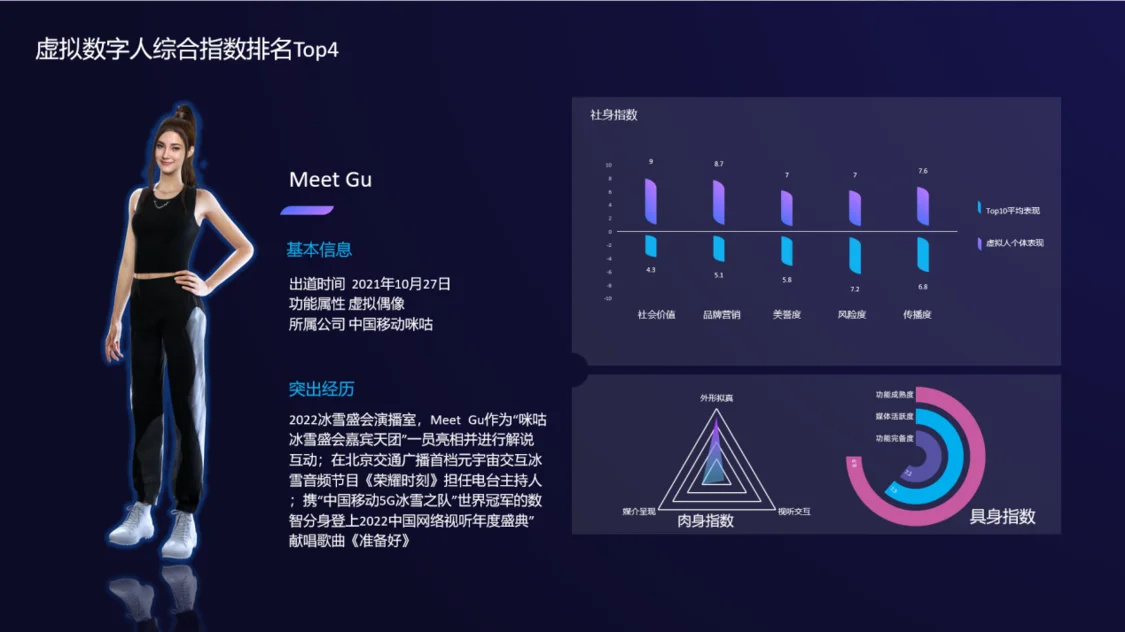 虚拟数字人综合指数排名Top4
Meet Gu
基本信息
出道时间 2021年10月27日
功能属性 虚拟偶像
所属公司 中国移动咪咕
突出经历
2022冰雪盛会演播室，Meet Gu作为“咪咕
冰雪盛会嘉宾天团”一员亮相并进行解说
互动；在北京交通广播首档元宇宙交互冰
雪音频节目《荣耀时刻》担任电台主持人
；携“中国移动5G冰雪之队”世界冠军的数
智分身登上2022中国网络视听年度盛典”
献唱歌曲《准备好》
社身指数
10
8
6
4
2
0
-2
-4
-6
-8
-10
9
8.7
7
7
7.6
4.3
5.1
5.8
7.2
6.8
社会价值
品牌营销
美誉度
风险度
传播度
Top10平均表现
虚拟人个体表现
外形拟真
媒介呈现
视听交互
肉身指数
功能成熟度
媒体活跃度
功能完备度
具身指数